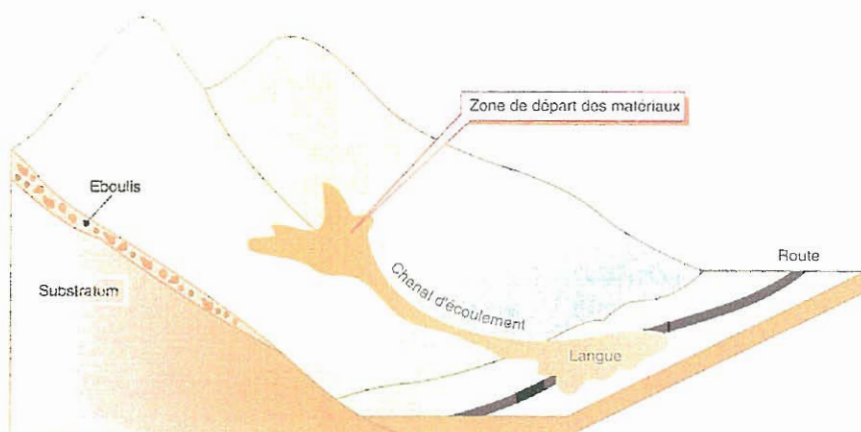 Zone de départ des matériaux
Eboulis
Substratum
Chenal d'écoulement
Route
Langue